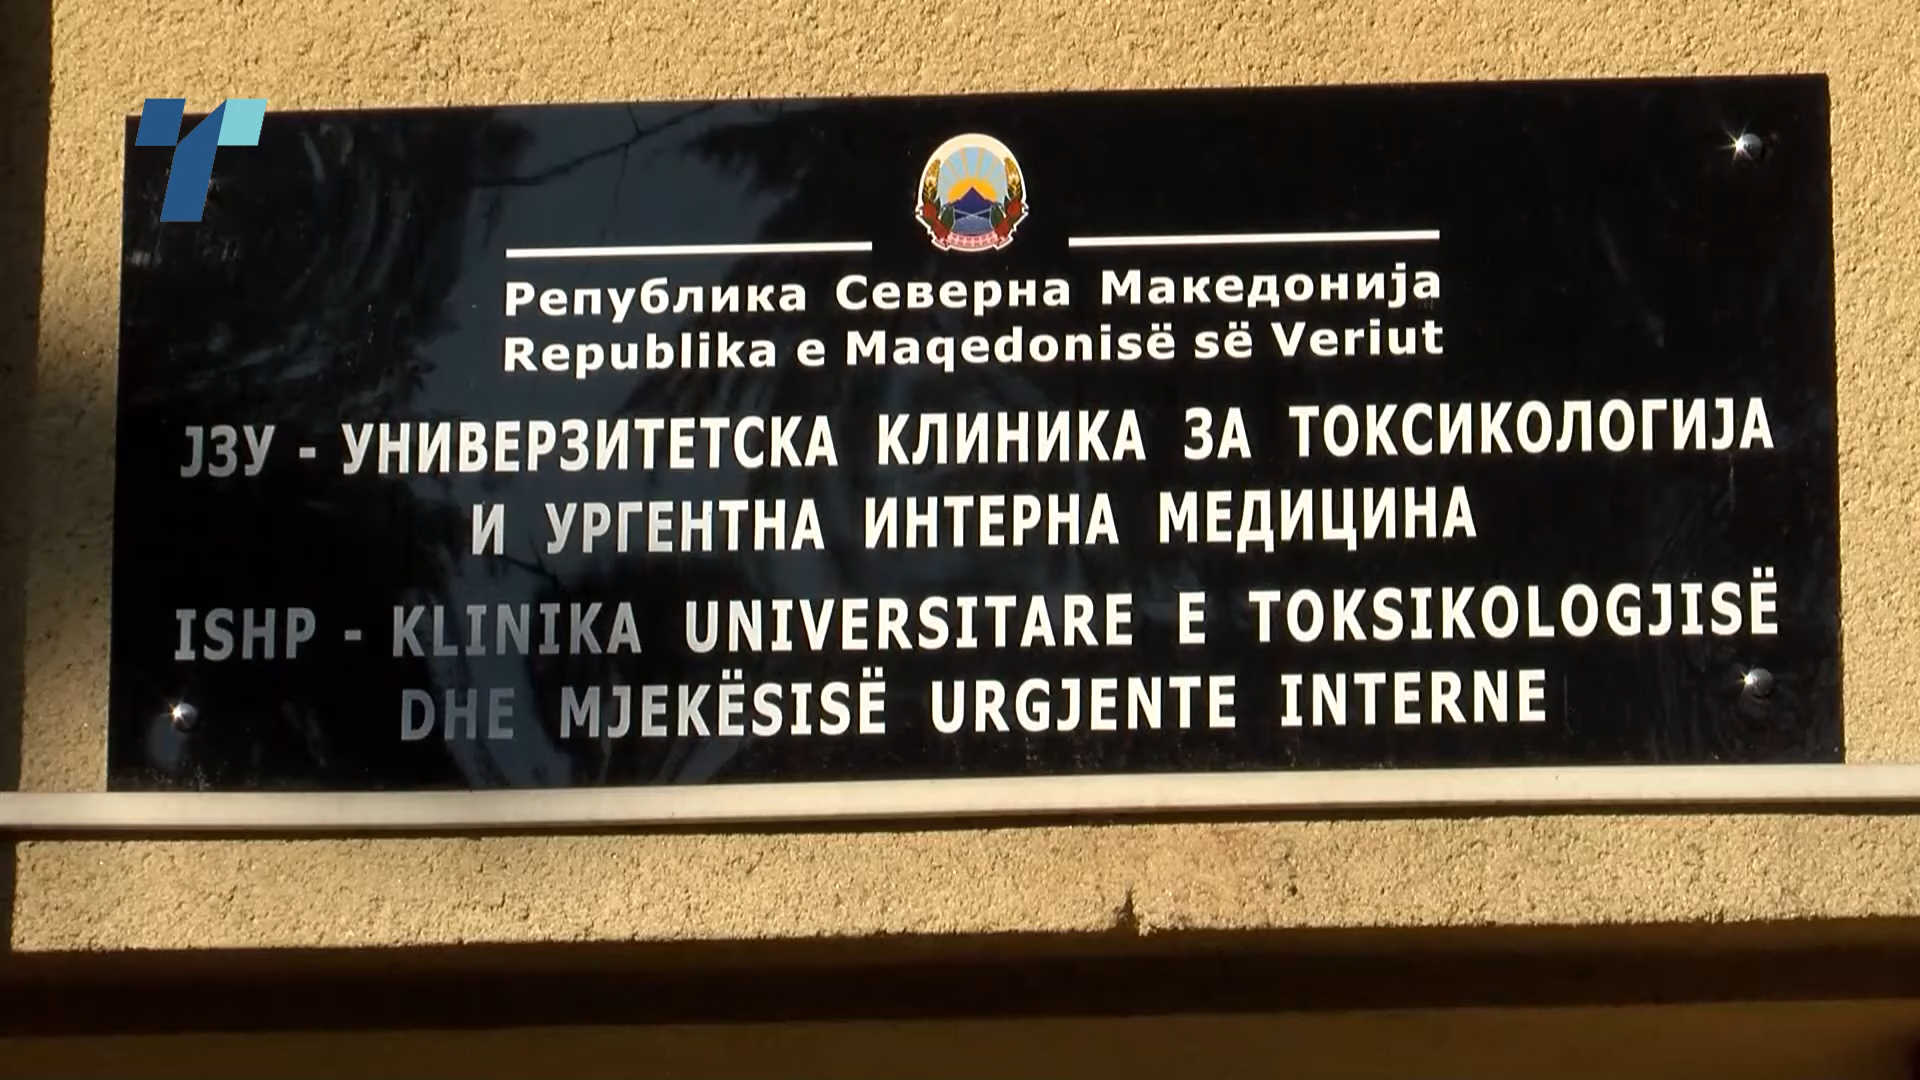 Република Северна Македонија
Republika e Maqedonisë së Veriut
ЈЗУ - УНИВЕРЗИТЕТСКА КЛИНИКА ЗА ТОКСИКОЛОГИЈА
И УРГЕНТНА ИНТЕРНА МЕДИЦИНА
ISHP - KLINIKA UNIVERSITARE E TOKSIKOLOGJISË
DHE MJEKËSISË URGJENTE INTERNE